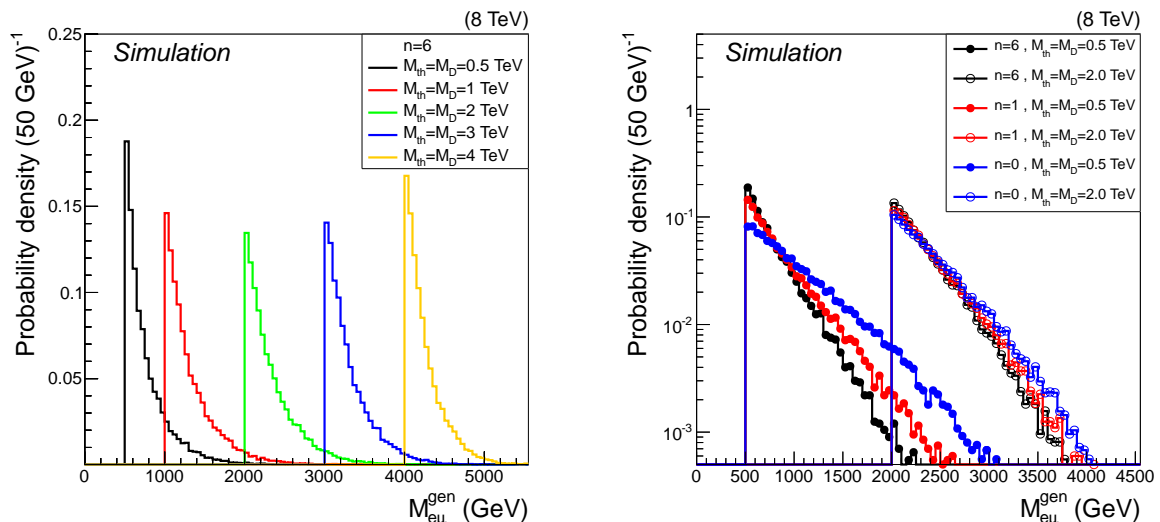 (8 TeV)
Simulation
Probability density (50 GeV)⁻¹
0.25
0.2
0.15
0.1
0.05
n=6
M_th=M_D=0.5 TeV
M_th=M_D=1 TeV
M_th=M_D=2 TeV
M_th=M_D=3 TeV
M_th=M_D=4 TeV
0 1000 2000 3000 4000 5000
M_eμ^gen (GeV)
(8 TeV)
Simulation
Probability density (50 GeV)⁻¹
1
10⁻¹
10⁻²
10⁻³
n=6 , M_th=M_D=0.5 TeV
n=6 , M_th=M_D=2.0 TeV
n=1 , M_th=M_D=0.5 TeV
n=1 , M_th=M_D=2.0 TeV
n=0 , M_th=M_D=0.5 TeV
n=0 , M_th=M_D=2.0 TeV
0 500 1000 1500 2000 2500 3000 3500 4000 4500
M_eμ^gen (GeV)